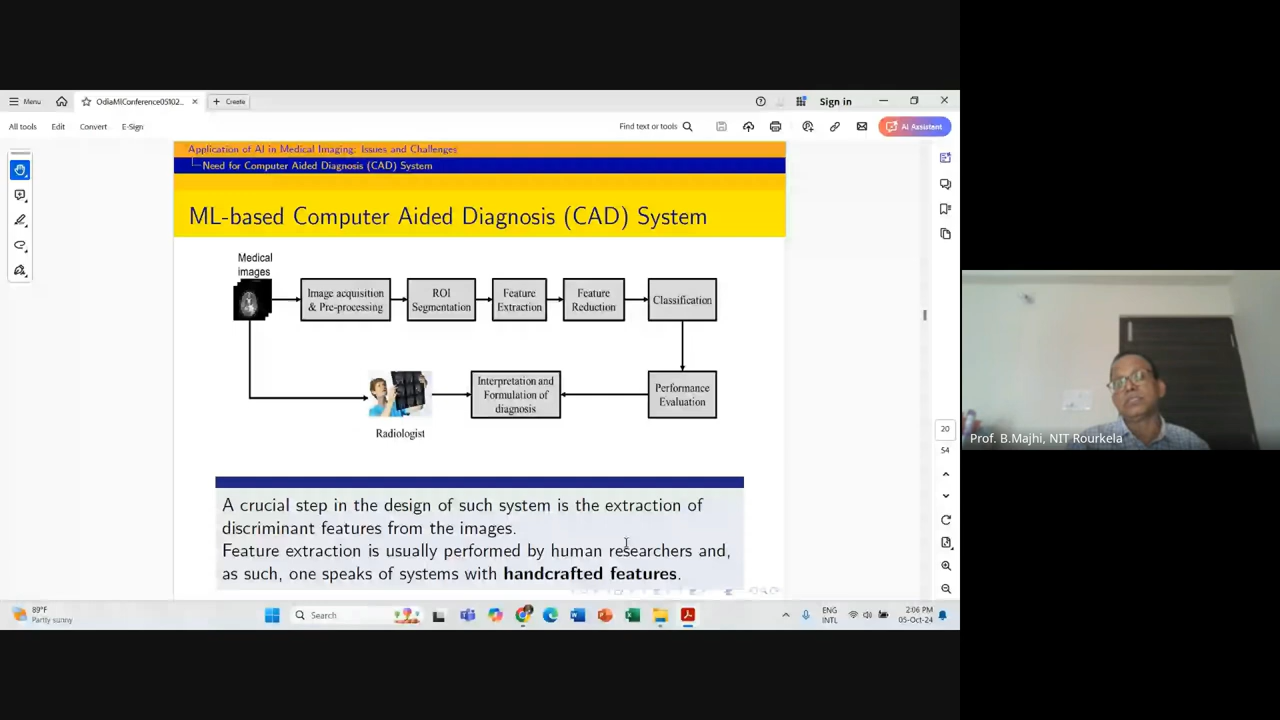 Menu
OdiaMlConference05102...
Create
Sign in
All tools
Edit
Convert
E-Sign
Find text or tools
AI Assistant
Application of AI in Medical Imaging: Issues and Challenges
Need for Computer Aided Diagnosis (CAD) System
ML-based Computer Aided Diagnosis (CAD) System
Medical
images
Image acquisition
& Pre-processing
ROI
Segmentation
Feature
Extraction
Feature
Reduction
Classification
Performance
Evaluation
Interpretation and
Formulation of
diagnosis
Radiologist
A crucial step in the design of such system is the extraction of
discriminant features from the images.
Feature extraction is usually performed by human researchers and,
as such, one speaks of systems with handcrafted features.
20
54
Prof. B.Majhi, NIT Rourkela
89°F
Partly sunny
Search
ENG
INTL
2:06 PM
05-Oct-24